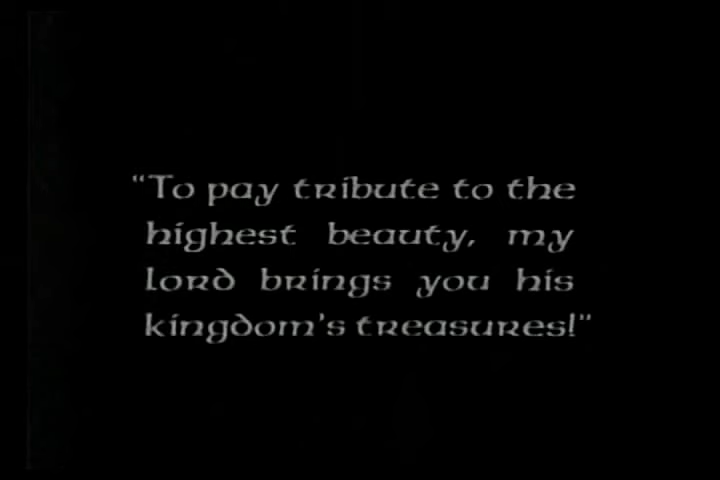 "To pay tribute to the
highest beauty, my
lord brings you his
kingdom's treasures!"